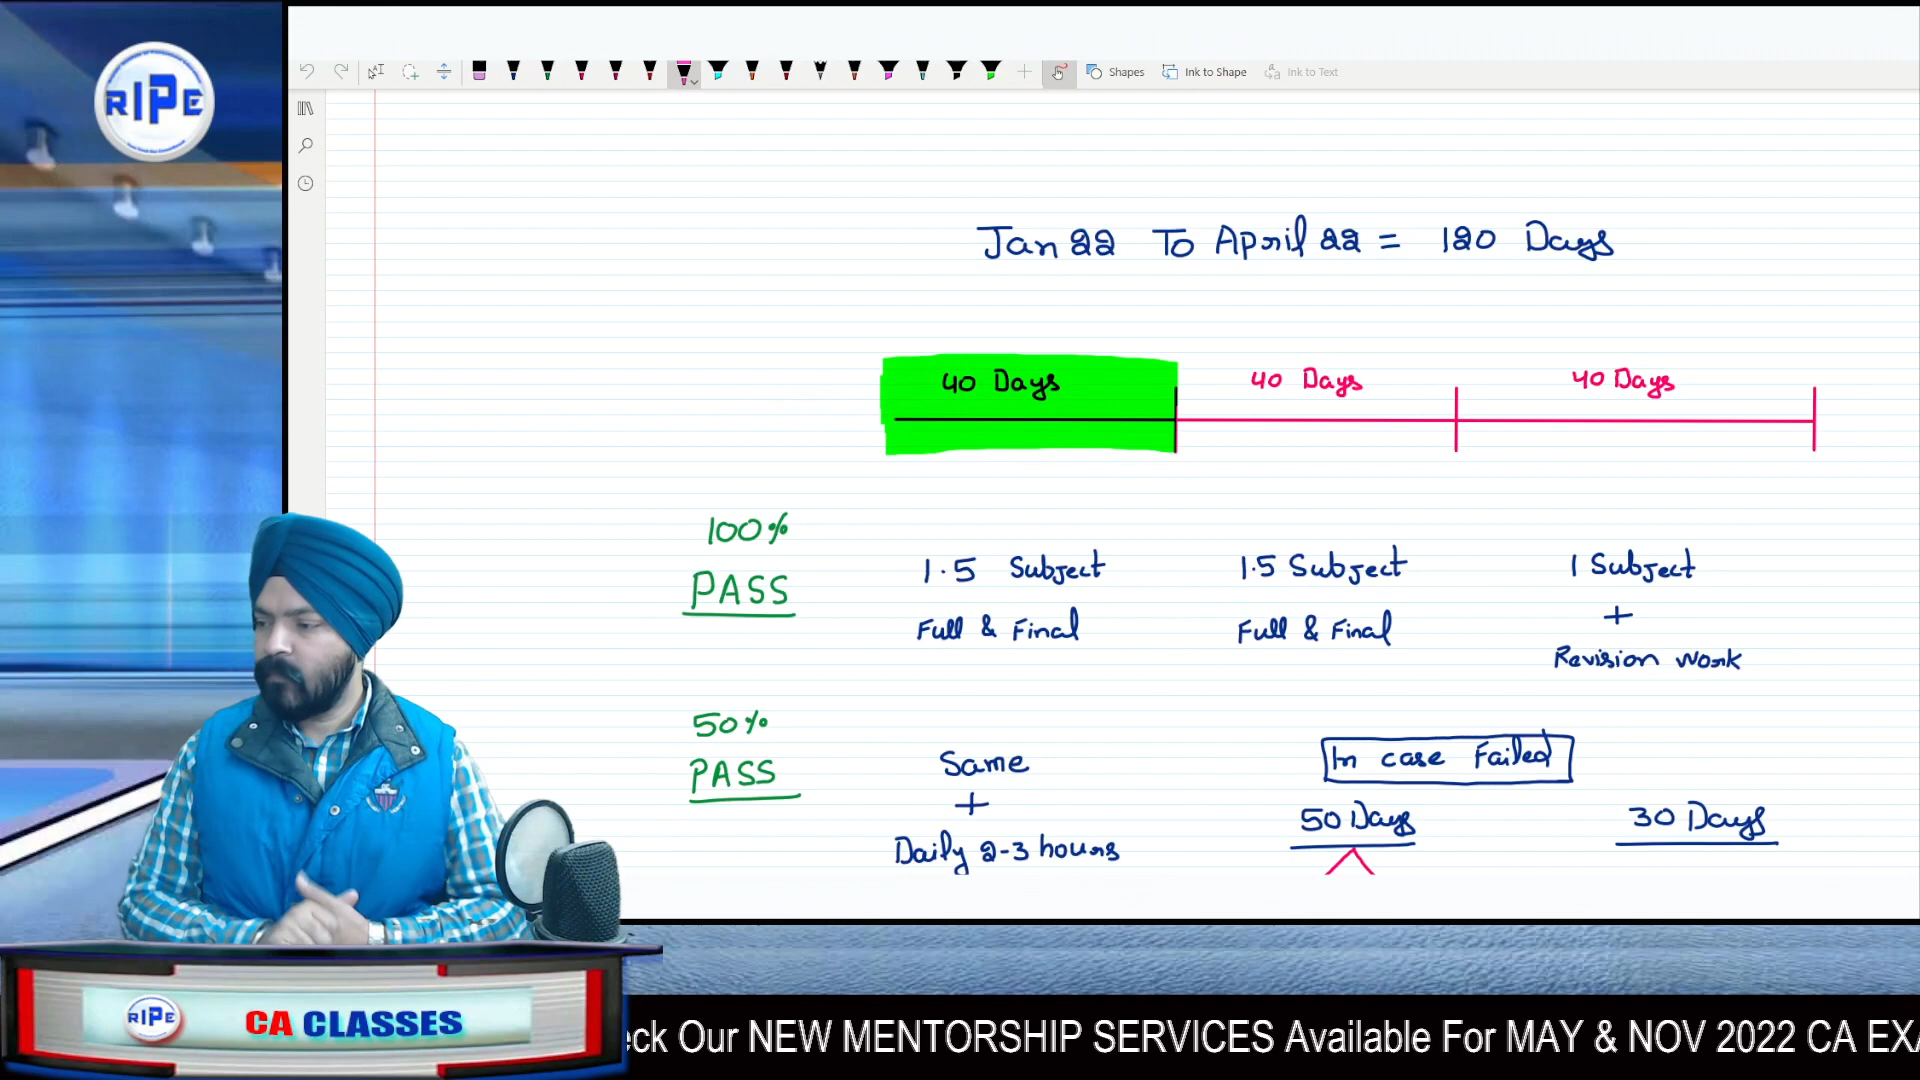 RIPE
Shapes
Ink to Shape
Ink to Text
Jan 22 To April 22 = 120 Days
40 Days 40 Days 40 Days
100%
PASS
1.5 Subject 1.5 Subject 1 Subject
+
Full & Final Full & Final
Revision work
50%
PASS
Same
+
Daily 2-3 hours
In case Failed
50 Days 30 Days
RIPE CA CLASSES
eck Our NEW MENTORSHIP SERVICES Available For MAY & NOV 2022 CA EXA